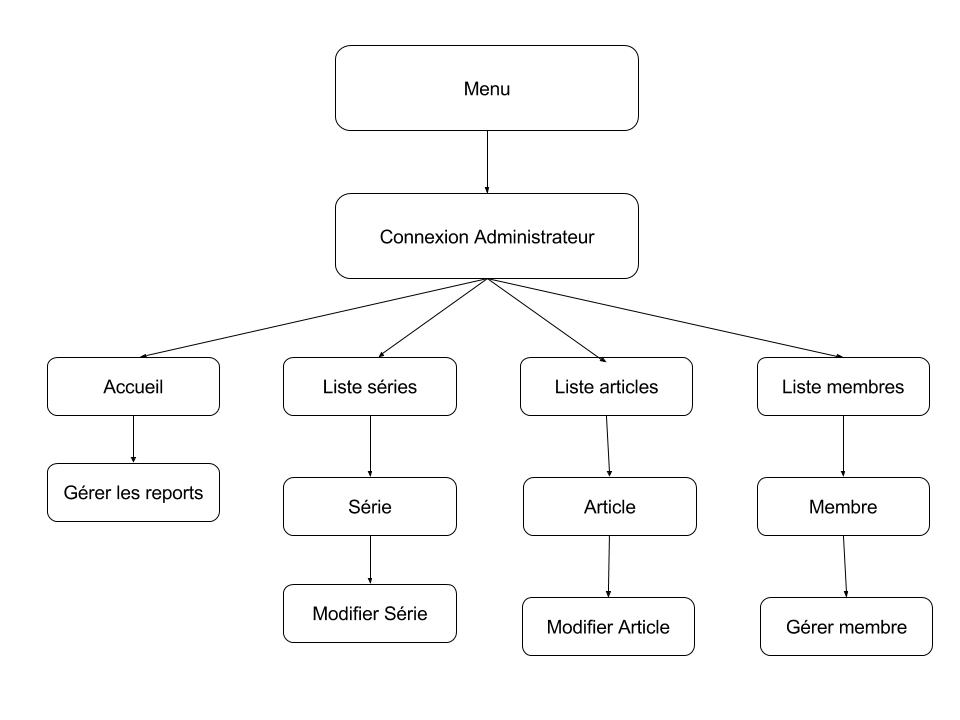 Menu
Connexion Administrateur
Accueil
Liste séries
Liste articles
Liste membres
Gérer les reports
Série
Article
Membre
Modifier Série
Modifier Article
Gérer membre